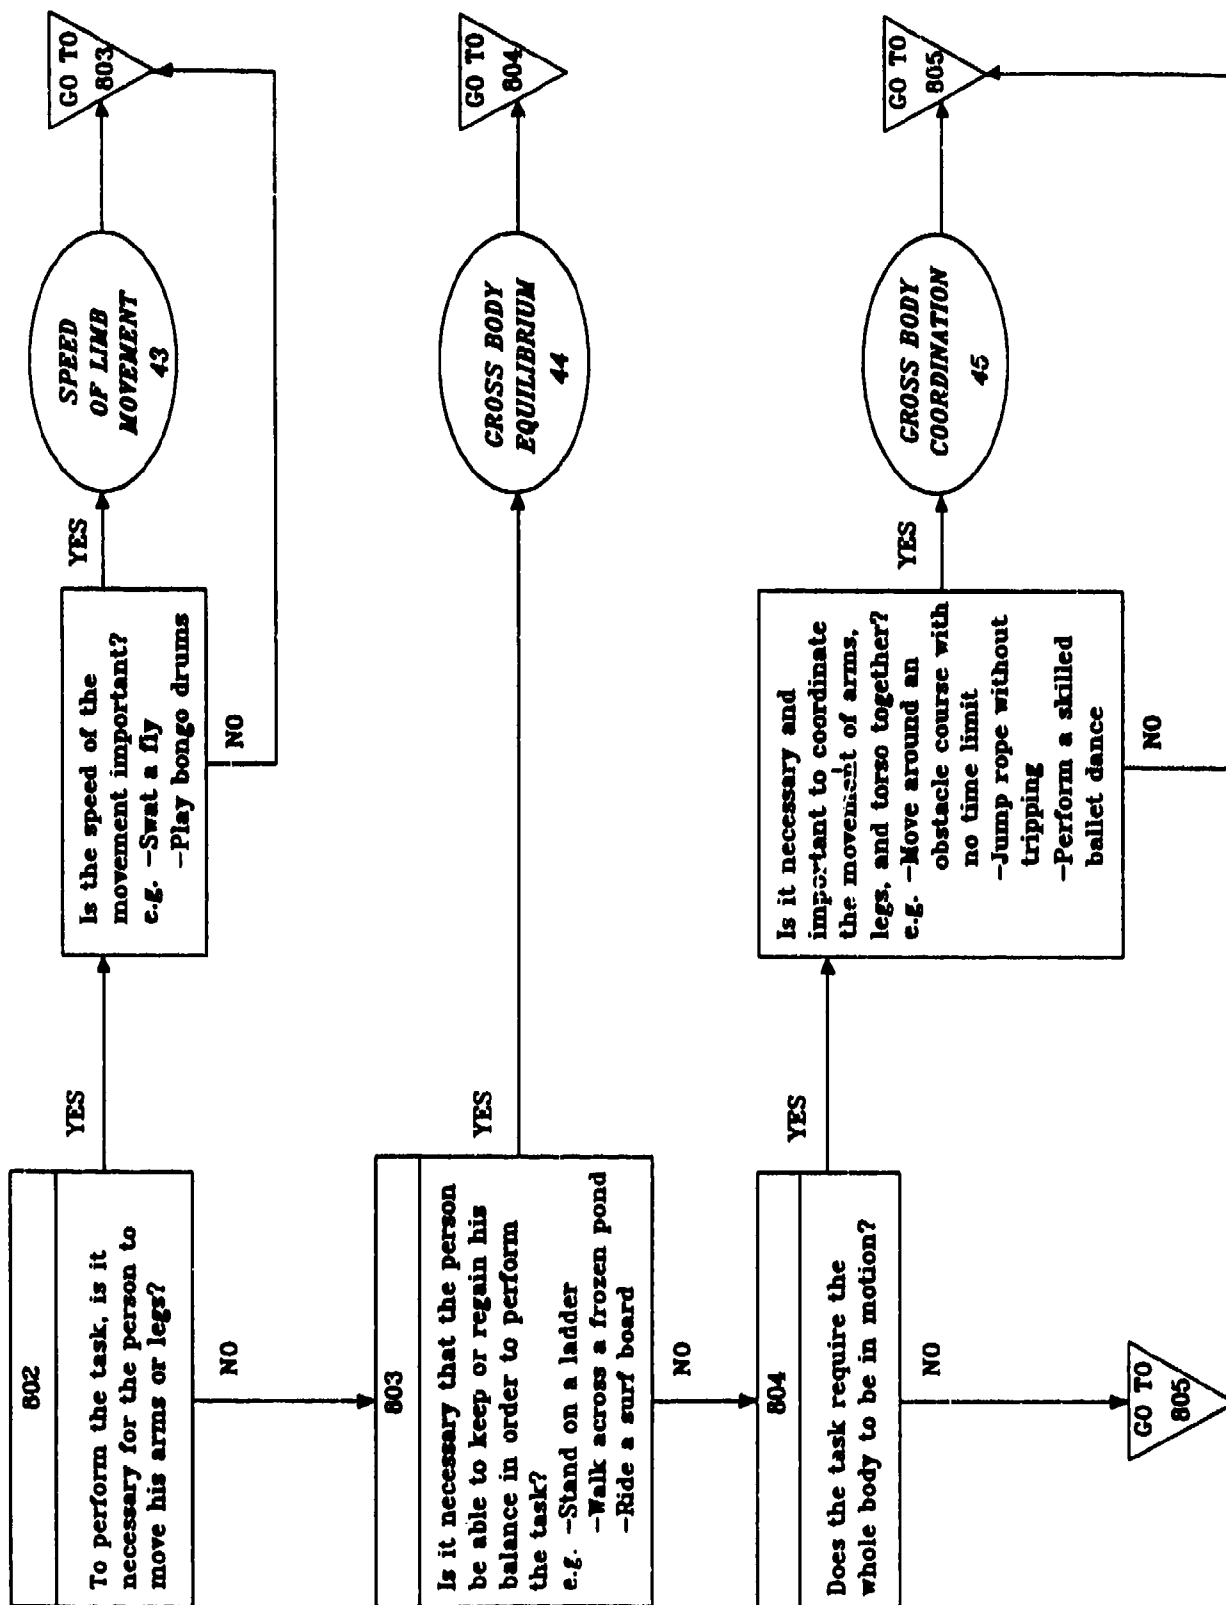 802
To perform the task, is it
necessary for the person to
move his arms or legs?
YES
NO
Is the speed of the
movement important?
e.g. -Swat a fly
-Play bongo drums
YES
NO
SPEED
OF LIMB
MOVEMENT
43
GO TO
803
803
Is it necessary that the person
be able to keep or regain his
balance in order to perform
the task?
e.g. -Stand on a ladder
-Walk across a frozen pond
-Ride a surf board
YES
NO
GROSS BODY
EQUILIBRIUM
44
GO TO
804
804
Does the task require the
whole body to be in motion?
YES
NO
GO TO
805
Is it necessary and
important to coordinate
the movement of arms,
legs, and torso together?
e.g. -Move around an
obstacle course with
no time limit
-Jump rope without
tripping
-Perform a skilled
ballet dance
YES
NO
GROSS BODY
COORDINATION
45
GO TO
805